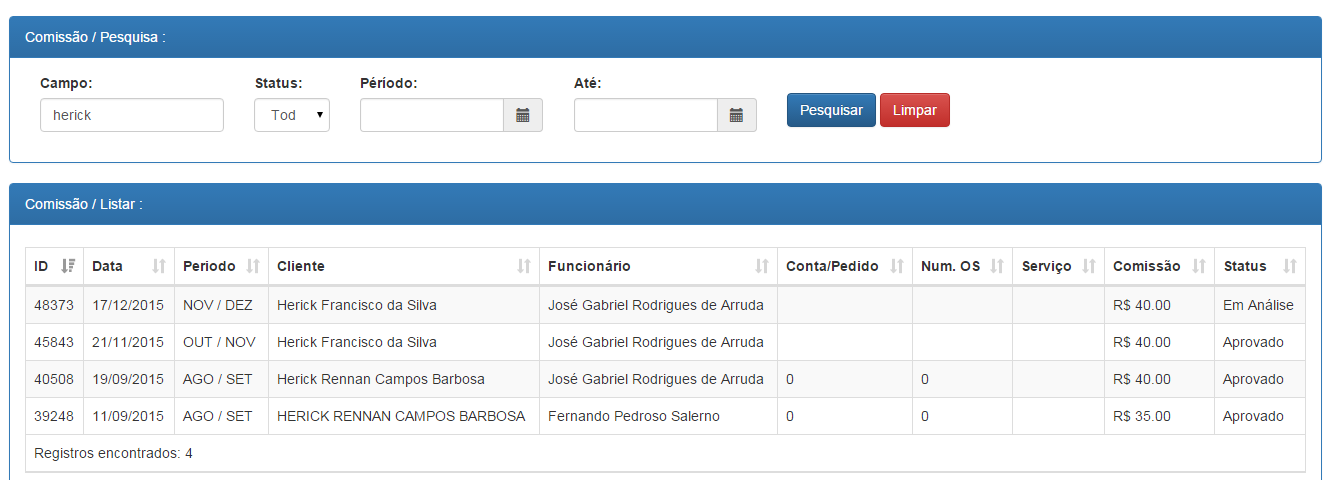 Comissão / Pesquisa :
Campo: Status: Périódo: Até:
herick Tod Pesquisar Limpar
Comissão / Listar :
ID Data Periodo Cliente Funcionário Conta/Pedido Num. OS Serviço Comissão Status
48373 17/12/2015 NOV / DEZ Herick Francisco da Silva José Gabriel Rodrigues de Arruda R$ 40.00 Em Análise
45843 21/11/2015 OUT / NOV Herick Francisco da Silva José Gabriel Rodrigues de Arruda R$ 40.00 Aprovado
40508 19/09/2015 AGO / SET Herick Rennan Campos Barbosa José Gabriel Rodrigues de Arruda 0 0 R$ 40.00 Aprovado
39248 11/09/2015 AGO / SET HERICK RENNAN CAMPOS BARBOSA Fernando Pedroso Salerno 0 0 R$ 35.00 Aprovado
Registros encontrados: 4